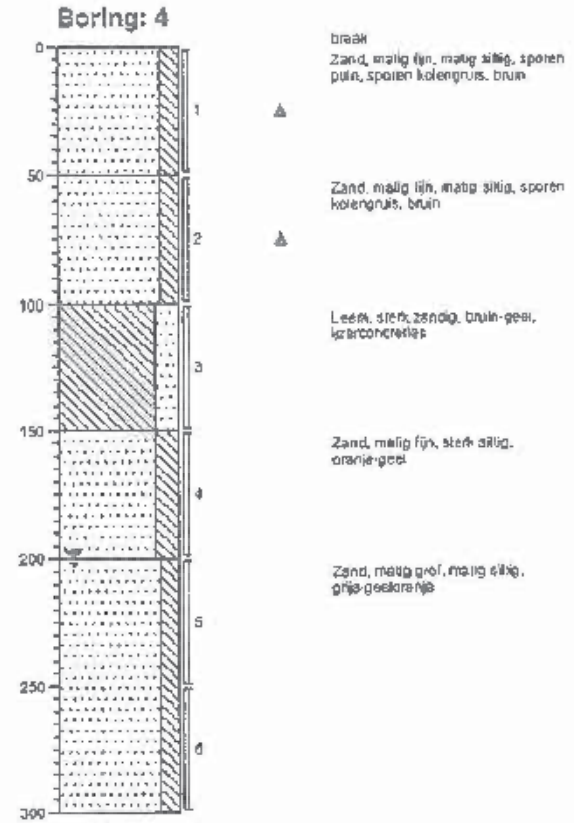 Boring: 4
0
braak
Zand, matig fijn, matig siltig, sporen
puin, sporen kolengruis, bruin
1
50
Zand, matig fijn, matig siltig, sporen
kolengruis, bruin
2
100
Leem, sterk zandig, bruin-geel,
ijzerconcreties
3
150
Zand, matig fijn, sterk siltig,
oranje-geel
4
200
Zand, matig grof, matig siltig,
grijs-geeloranje
5
250
6
300